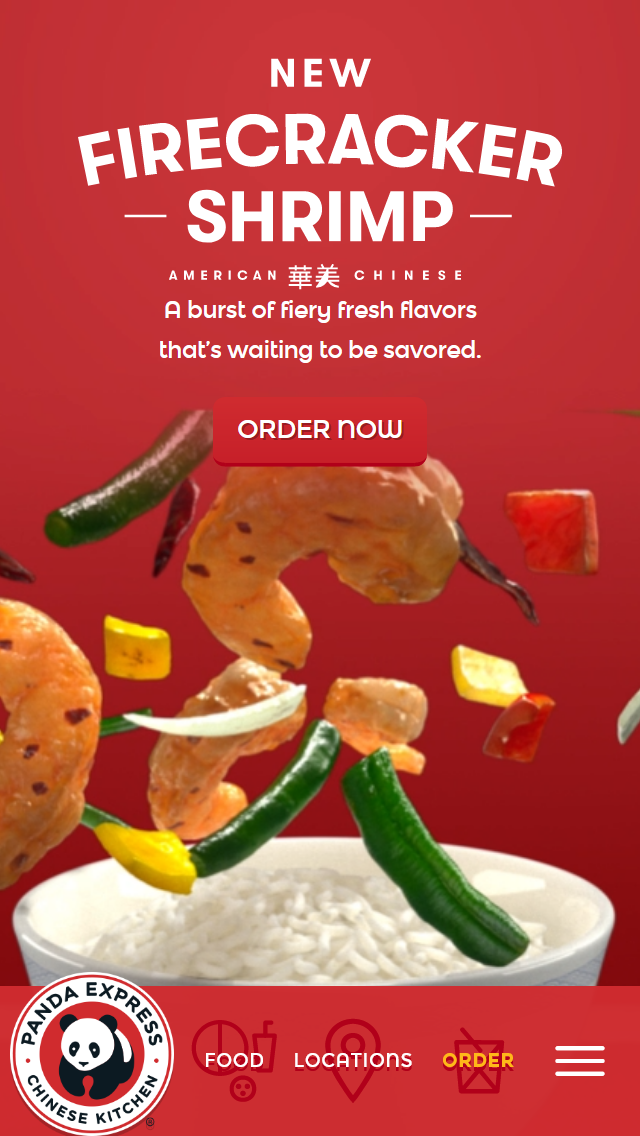 NEW
FIRECRACKER
SHRIMP
AMERICAN 華美 CHINESE
A burst of fiery fresh flavors
that's waiting to be savored.
ORDER NOW
PANDA EXPRESS
CHINESE KITCHEN
®
FOOD
LOCATIONS
ORDER